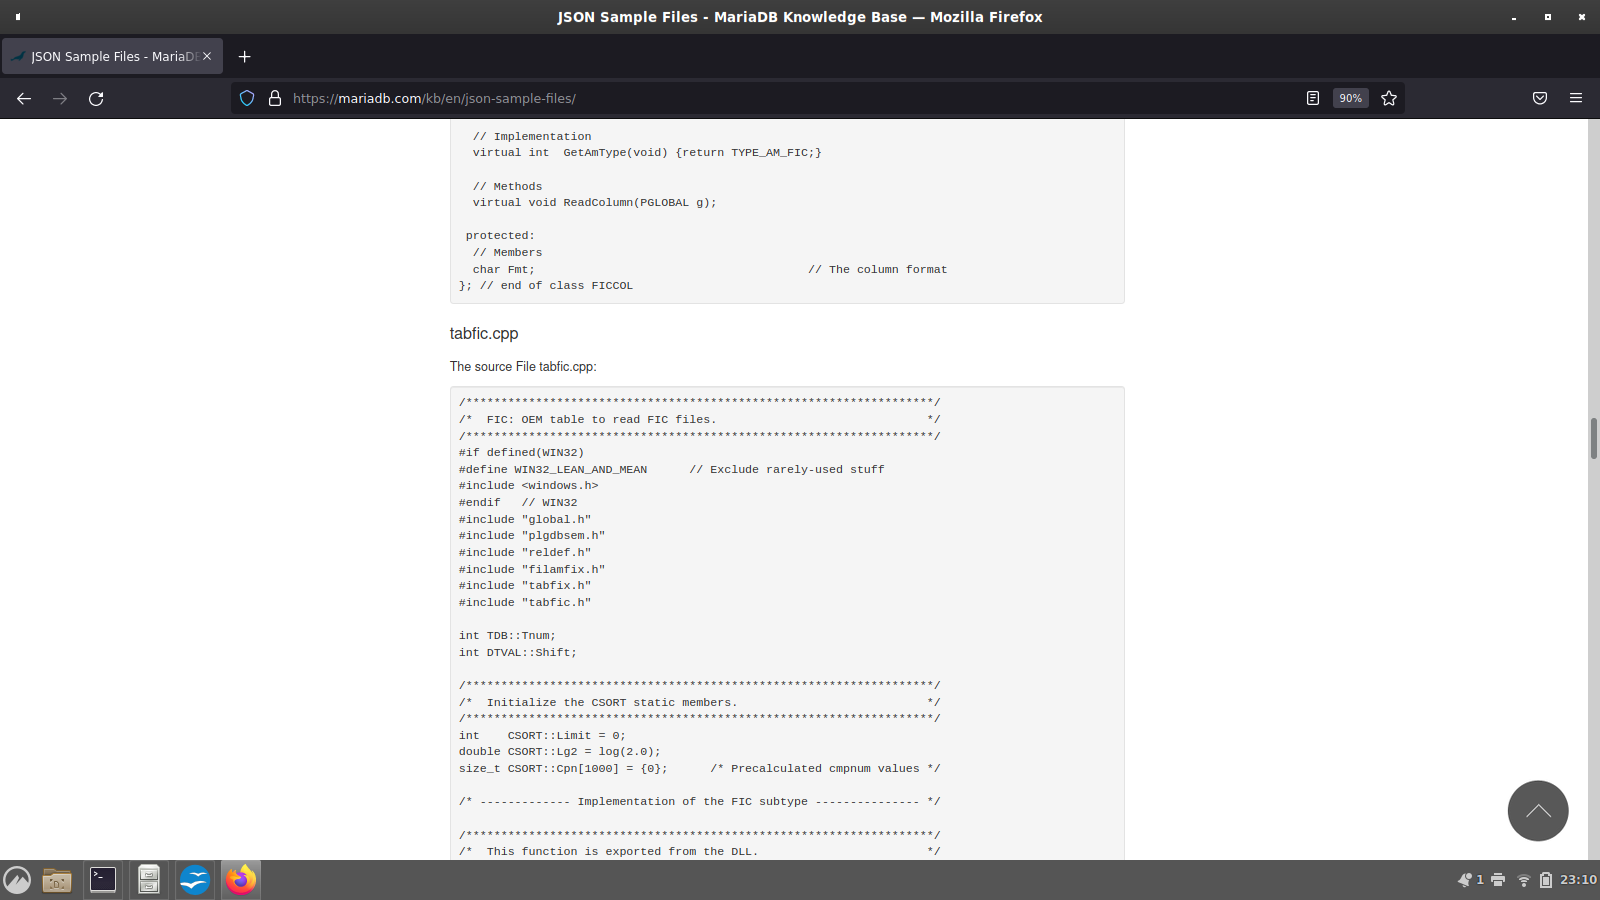 JSON Sample Files - MariaDB Knowledge Base — Mozilla Firefox
JSON Sample Files - MariaDB
https://mariadb.com/kb/en/json-sample-files/
90%
// Implementation
virtual int  GetAmType(void) {return TYPE_AM_FIC;}
// Methods
virtual void ReadColumn(PGLOBAL g);
protected:
// Members
char Fmt;                                       // The column format
}; // end of class FICCOL
tabfic.cpp
The source File tabfic.cpp:
/*******************************************************************/
/*  FIC: OEM table to read FIC files.                              */
/*******************************************************************/
#if defined(WIN32)
#define WIN32_LEAN_AND_MEAN      // Exclude rarely-used stuff
#include <windows.h>
#endif   // WIN32
#include "global.h"
#include "plgdbsem.h"
#include "reldef.h"
#include "filamfix.h"
#include "tabfix.h"
#include "tabfic.h"
int TDB::Tnum;
int DTVAL::Shift;
/*******************************************************************/
/*  Initialize the CSORT static members.                           */
/*******************************************************************/
int    CSORT::Limit = 0;
double CSORT::Lg2 = log(2.0);
size_t CSORT::Cpn[1000] = {0};      /* Precalculated cmpnum values */
/* ------------- Implementation of the FIC subtype --------------- */
/*******************************************************************/
/*  This function is exported from the DLL.                        */
1
23:10